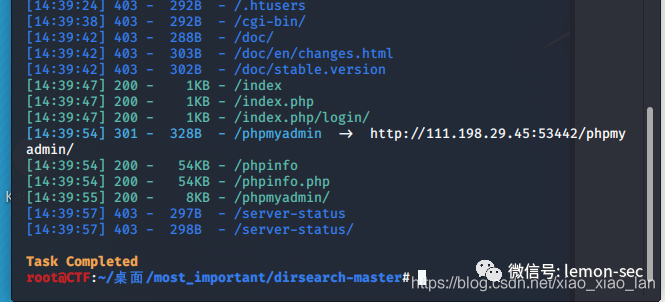 [14:39:24] 403 - 292B - /.htusers
[14:39:38] 403 - 292B - /cgi-bin/
[14:39:42] 403 - 288B - /doc/
[14:39:42] 403 - 303B - /doc/en/changes.html
[14:39:42] 403 - 302B - /doc/stable.version
[14:39:47] 200 - 1KB - /index
[14:39:47] 200 - 1KB - /index.php
[14:39:47] 200 - 1KB - /index.php/login/
[14:39:54] 301 - 328B - /phpmyadmin → http://111.198.29.45:53442/phpmy
admin/
[14:39:54] 200 - 54KB - /phpinfo
[14:39:54] 200 - 54KB - /phpinfo.php
[14:39:55] 200 - 8KB - /phpmyadmin/
[14:39:57] 403 - 297B - /server-status
[14:39:57] 403 - 298B - /server-status/
Task Completed
root@CTF:~/桌面/most_important/dirsearch-master#
微信号: lemon-sec
https://blog.csdn.net/xiao_xiao_lan